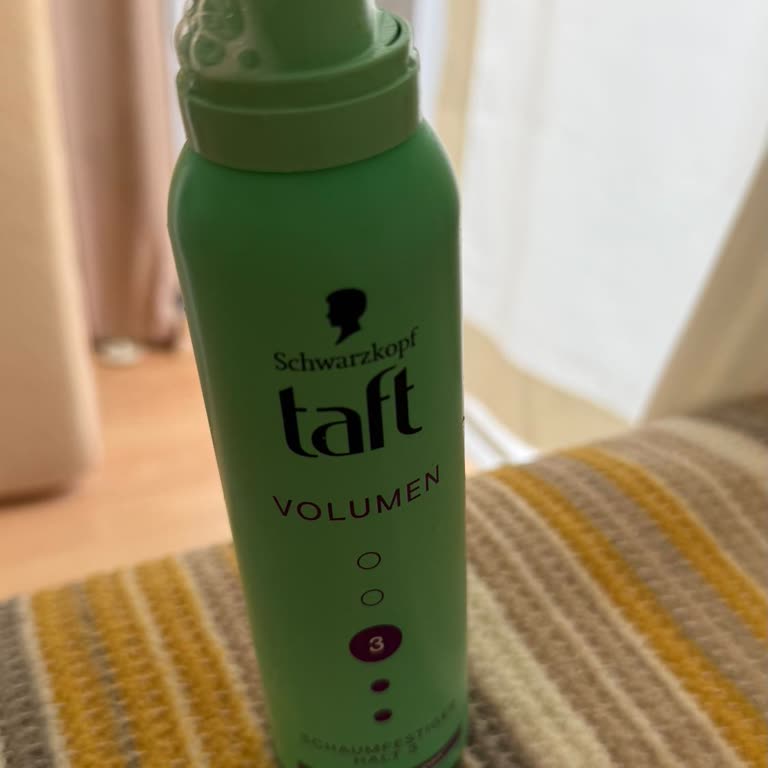 Schwarzkopf
taft
VOLUMEN
3
SCHAUMFESTIGER
HALT 3